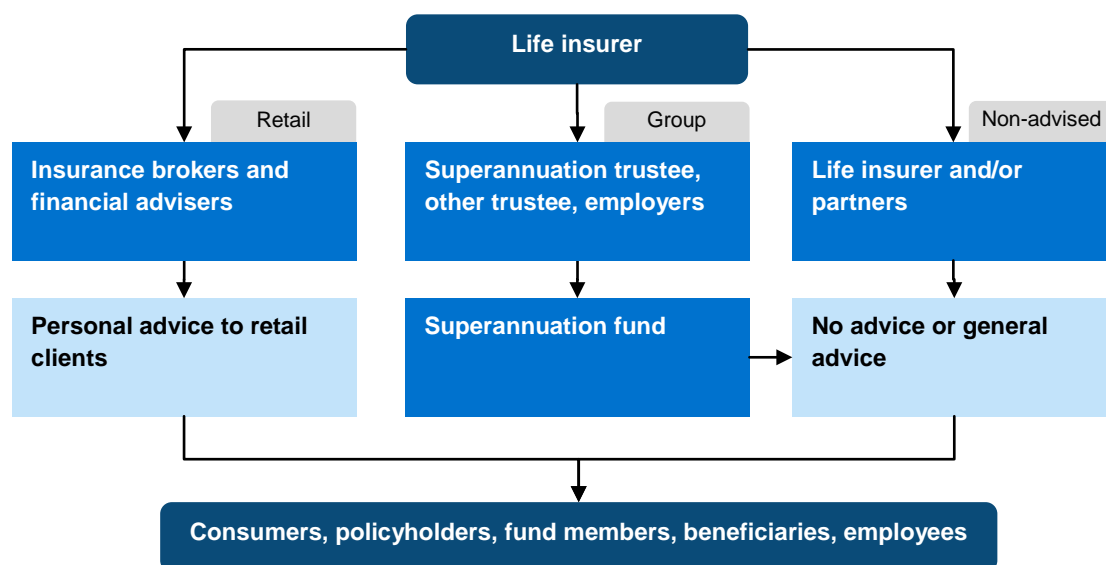 Life insurer
Retail
Group
Non-advised
Insurance brokers and
financial advisers
Superannuation trustee,
other trustee, employers
Life insurer and/or
partners
Personal advice to retail
clients
Superannuation fund
No advice or general
advice
Consumers, policyholders, fund members, beneficiaries, employees